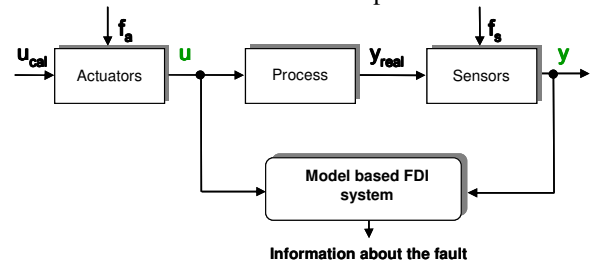 f_a
f_s
u_cal
Actuators
u
Process
y_real
Sensors
y
Model based FDI
system
Information about the fault